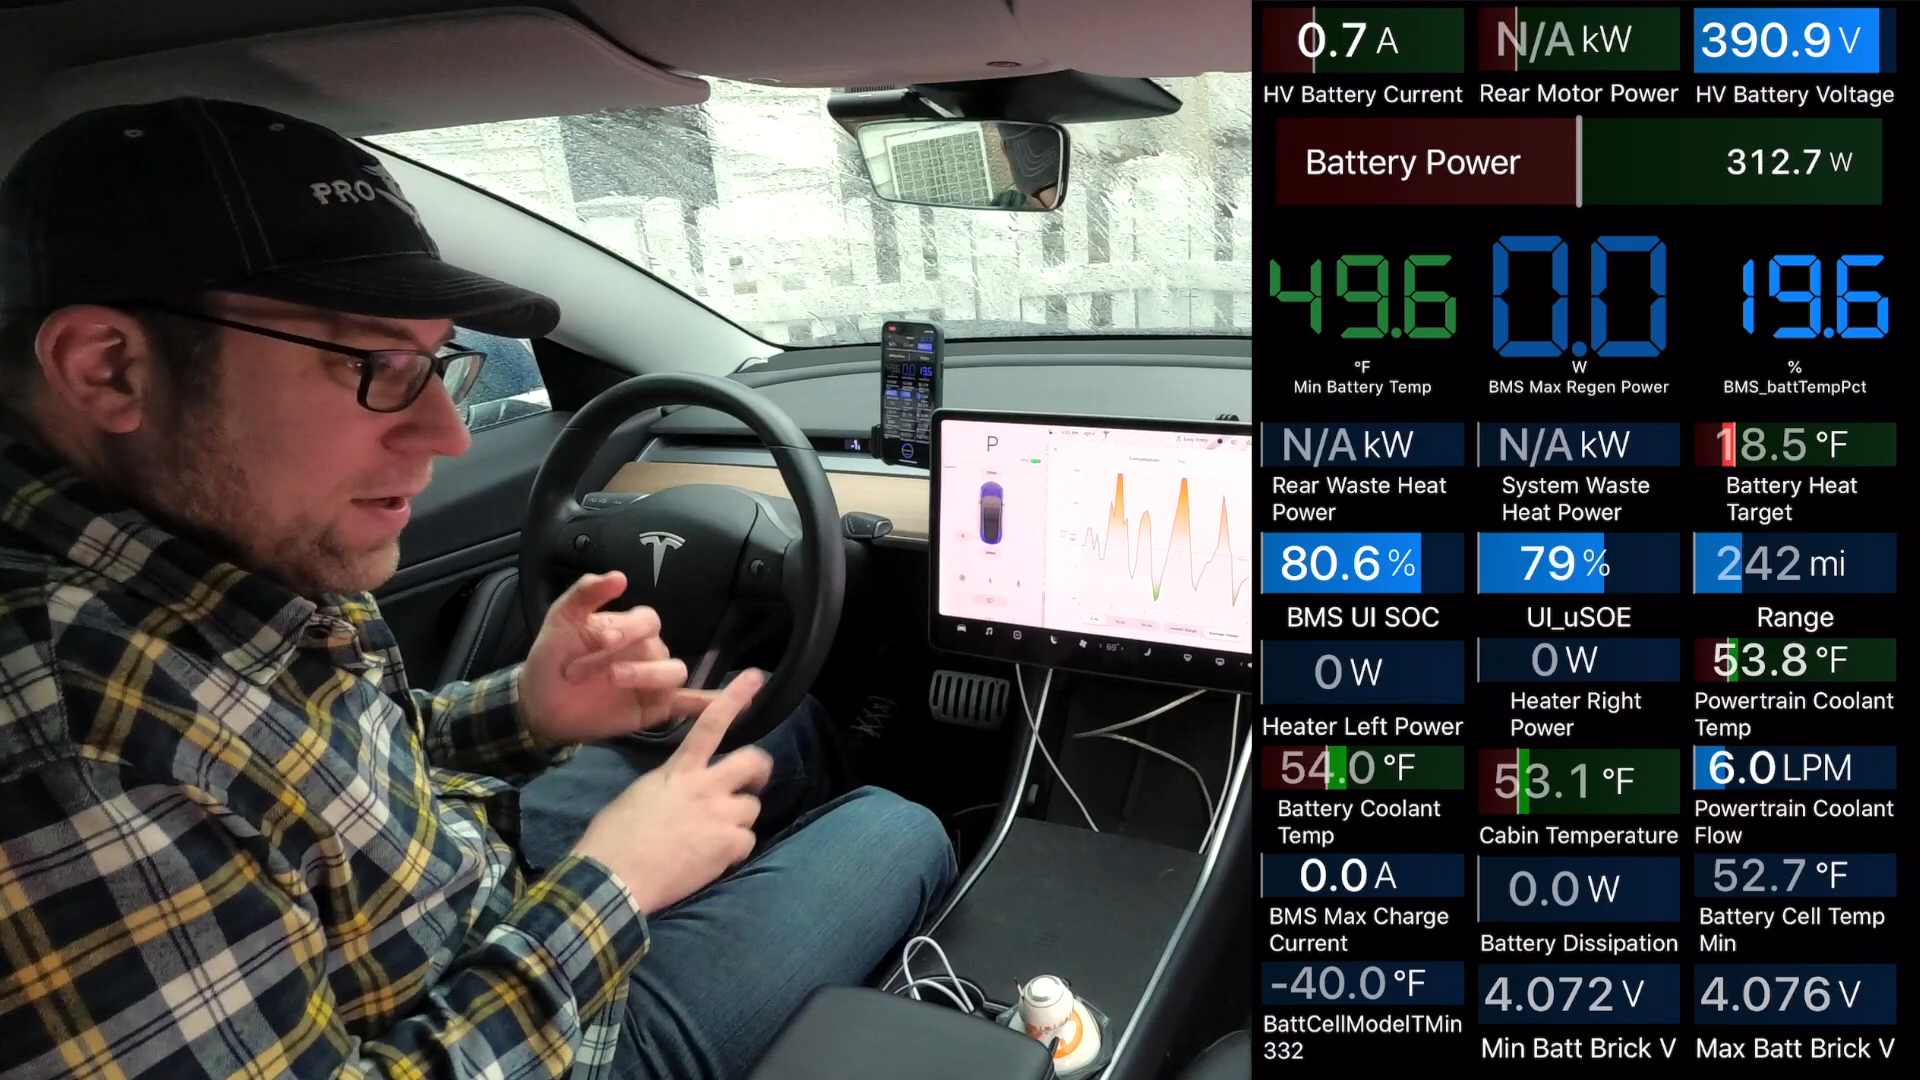 0.7 A
HV Battery Current
N/A kW
Rear Motor Power
390.9 V
HV Battery Voltage
Battery Power
312.7 W
49.6
°F
Min Battery Temp
0.0
W
BMS Max Regen Power
19.6
%
BMS_battTempPct
N/A kW
Rear Waste Heat
Power
N/A kW
System Waste
Heat Power
18.5 °F
Battery Heat
Target
80.6 %
BMS UI SOC
79 %
UI_uSOE
242 mi
Range
0 W
Heater Left Power
0 W
Heater Right
Power
53.8 °F
Powertrain Coolant
Temp
54.0 °F
Battery Coolant
Temp
53.1 °F
Cabin Temperature
6.0 LPM
Powertrain Coolant
Flow
0.0 A
BMS Max Charge
Current
0.0 W
Battery Dissipation
52.7 °F
Battery Cell Temp
Min
-40.0 °F
BattCellModelTMin
332
4.072 V
Min Batt Brick V
4.076 V
Max Batt Brick V
PRO
P
Consumption
69°